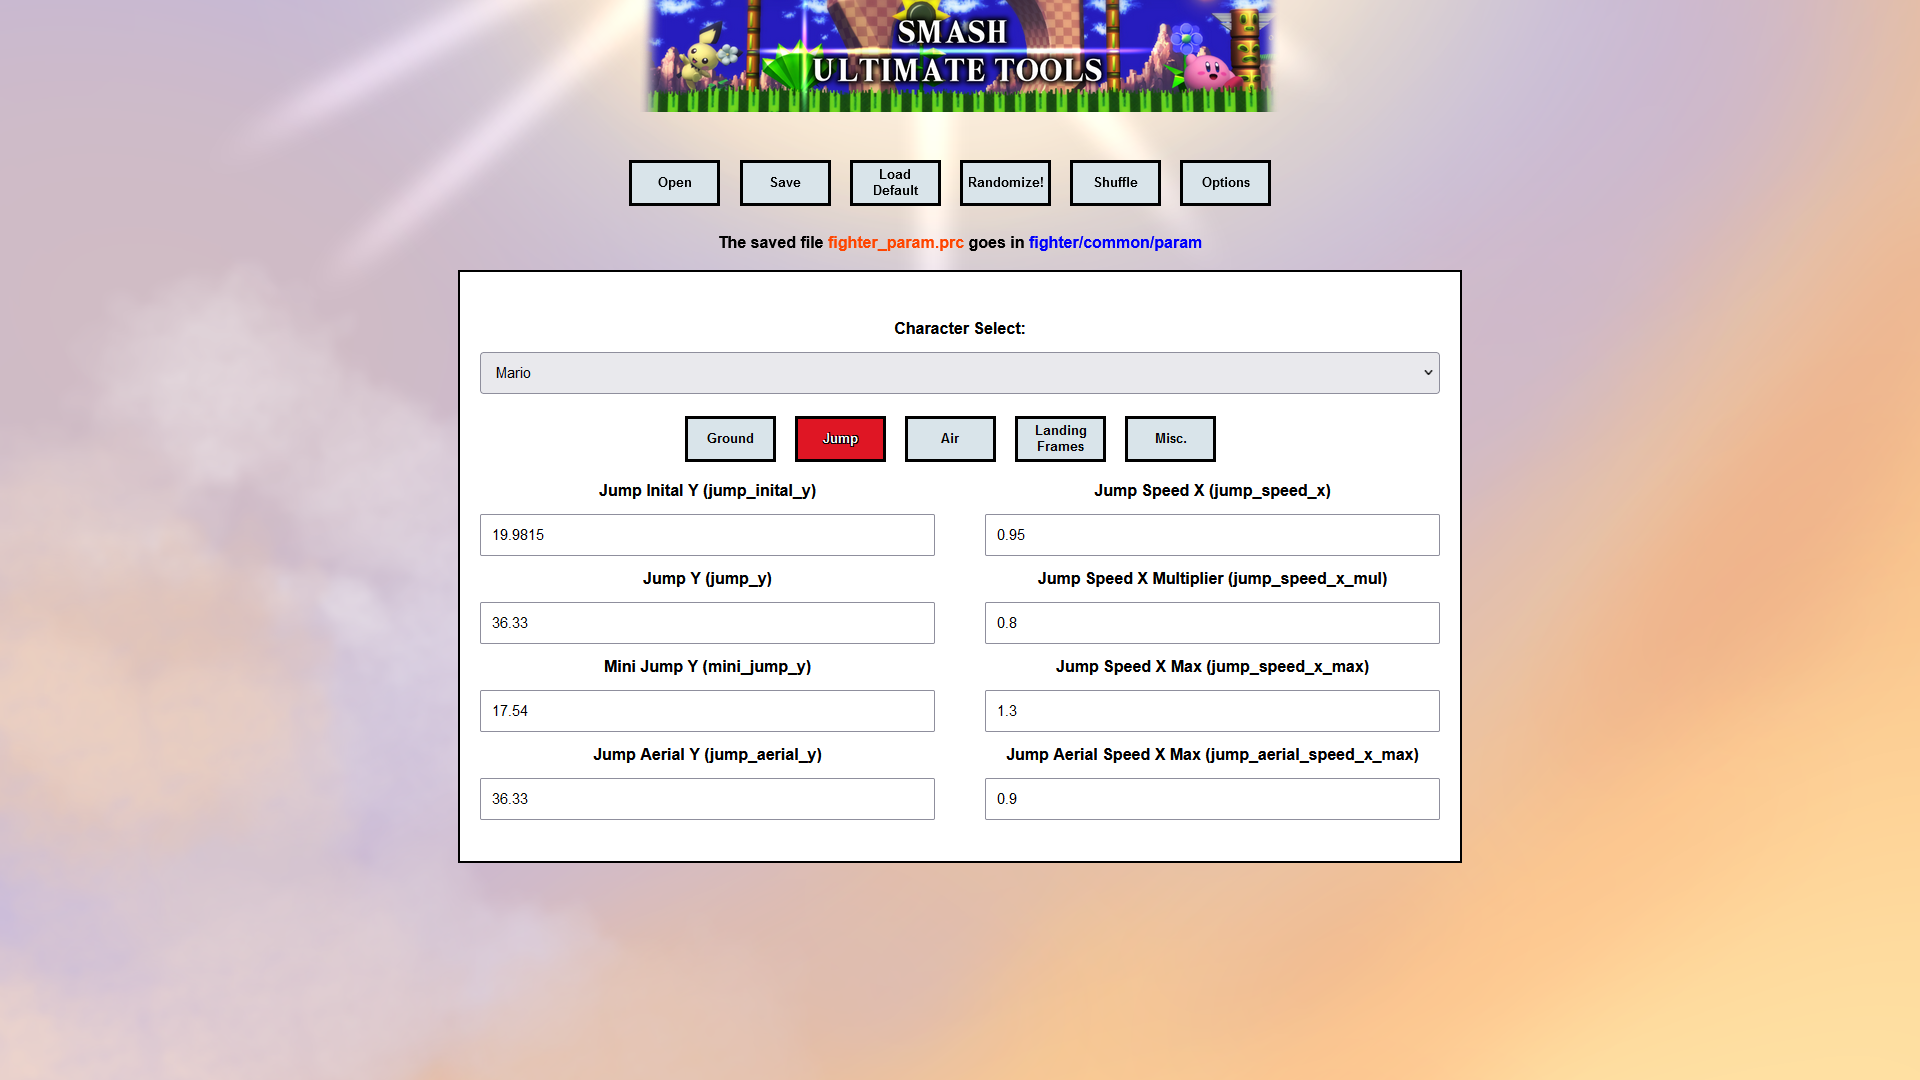 SMASH
ULTIMATE TOOLS
Open
Save
Load
Default
Randomize!
Shuffle
Options
The saved file fighter_param.prc goes in fighter/common/param
Character Select:
Mario
Ground
Jump
Air
Landing
Frames
Misc.
Jump Inital Y (jump_inital_y)
Jump Speed X (jump_speed_x)
19.9815
0.95
Jump Y (jump_y)
Jump Speed X Multiplier (jump_speed_x_mul)
36.33
0.8
Mini Jump Y (mini_jump_y)
Jump Speed X Max (jump_speed_x_max)
17.54
1.3
Jump Aerial Y (jump_aerial_y)
Jump Aerial Speed X Max (jump_aerial_speed_x_max)
36.33
0.9